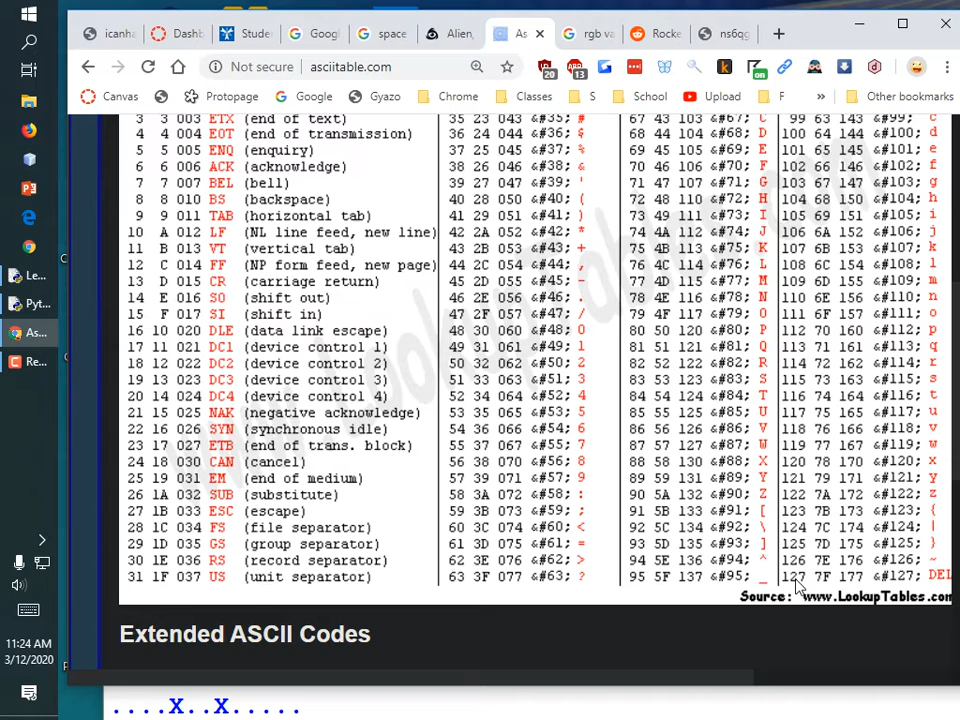 icanha Dashb Stude Googl space Alien, As rgb va Rocke ns6qg
Not secure asciitable.com 20 13 on
Canvas Protopage Google Gyazo Chrome Classes S School Upload F » Other bookmarks
3 3 003 ETX (end of text) 35 23 043 &#35; # 67 43 103 &#67; C 99 63 143 &#99; c
4 4 004 EOT (end of transmission) 36 24 044 &#36; $ 68 44 104 &#68; D 100 64 144 &#100; d
5 5 005 ENQ (enquiry) 37 25 045 &#37; % 69 45 105 &#69; E 101 65 145 &#101; e
6 6 006 ACK (acknowledge) 38 26 046 &#38; & 70 46 106 &#70; F 102 66 146 &#102; f
7 7 007 BEL (bell) 39 27 047 &#39; ' 71 47 107 &#71; G 103 67 147 &#103; g
8 8 010 BS (backspace) 40 28 050 &#40; ( 72 48 110 &#72; H 104 68 150 &#104; h
9 9 011 TAB (horizontal tab) 41 29 051 &#41; ) 73 49 111 &#73; I 105 69 151 &#105; i
10 A 012 LF (NL line feed, new line) 42 2A 052 &#42; * 74 4A 112 &#74; J 106 6A 152 &#106; j
11 B 013 VT (vertical tab) 43 2B 053 &#43; + 75 4B 113 &#75; K 107 6B 153 &#107; k
12 C 014 FF (NP form feed, new page) 44 2C 054 &#44; , 76 4C 114 &#76; L 108 6C 154 &#108; l
13 D 015 CR (carriage return) 45 2D 055 &#45; - 77 4D 115 &#77; M 109 6D 155 &#109; m
14 E 016 SO (shift out) 46 2E 056 &#46; . 78 4E 116 &#78; N 110 6E 156 &#110; n
15 F 017 SI (shift in) 47 2F 057 &#47; / 79 4F 117 &#79; O 111 6F 157 &#111; o
16 10 020 DLE (data link escape) 48 30 060 &#48; 0 80 50 120 &#80; P 112 70 160 &#112; p
17 11 021 DC1 (device control 1) 49 31 061 &#49; 1 81 51 121 &#81; Q 113 71 161 &#113; q
18 12 022 DC2 (device control 2) 50 32 062 &#50; 2 82 52 122 &#82; R 114 72 162 &#114; r
19 13 023 DC3 (device control 3) 51 33 063 &#51; 3 83 53 123 &#83; S 115 73 163 &#115; s
20 14 024 DC4 (device control 4) 52 34 064 &#52; 4 84 54 124 &#84; T 116 74 164 &#116; t
21 15 025 NAK (negative acknowledge) 53 35 065 &#53; 5 85 55 125 &#85; U 117 75 165 &#117; u
22 16 026 SYN (synchronous idle) 54 36 066 &#54; 6 86 56 126 &#86; V 118 76 166 &#118; v
23 17 027 ETB (end of trans. block) 55 37 067 &#55; 7 87 57 127 &#87; W 119 77 167 &#119; w
24 18 030 CAN (cancel) 56 38 070 &#56; 8 88 58 130 &#88; X 120 78 170 &#120; x
25 19 031 EM (end of medium) 57 39 071 &#57; 9 89 59 131 &#89; Y 121 79 171 &#121; y
26 1A 032 SUB (substitute) 58 3A 072 &#58; : 90 5A 132 &#90; Z 122 7A 172 &#122; z
27 1B 033 ESC (escape) 59 3B 073 &#59; ; 91 5B 133 &#91; [ 123 7B 173 &#123; {
28 1C 034 FS (file separator) 60 3C 074 &#60; < 92 5C 134 &#92; \ 124 7C 174 &#124; |
29 1D 035 GS (group separator) 61 3D 075 &#61; = 93 5D 135 &#93; ] 125 7D 175 &#125; }
30 1E 036 RS (record separator) 62 3E 076 &#62; > 94 5E 136 &#94; ^ 126 7E 176 &#126; ~
31 1F 037 US (unit separator) 63 3F 077 &#63; ? 95 5F 137 &#95; _ 127 7F 177 &#127; DEL
www.LookupTables.com
Source: www.LookupTables.com
Extended ASCII Codes
....X..X.....
Le...
Pyt...
As...
Re...
11:24 AM
3/12/2020